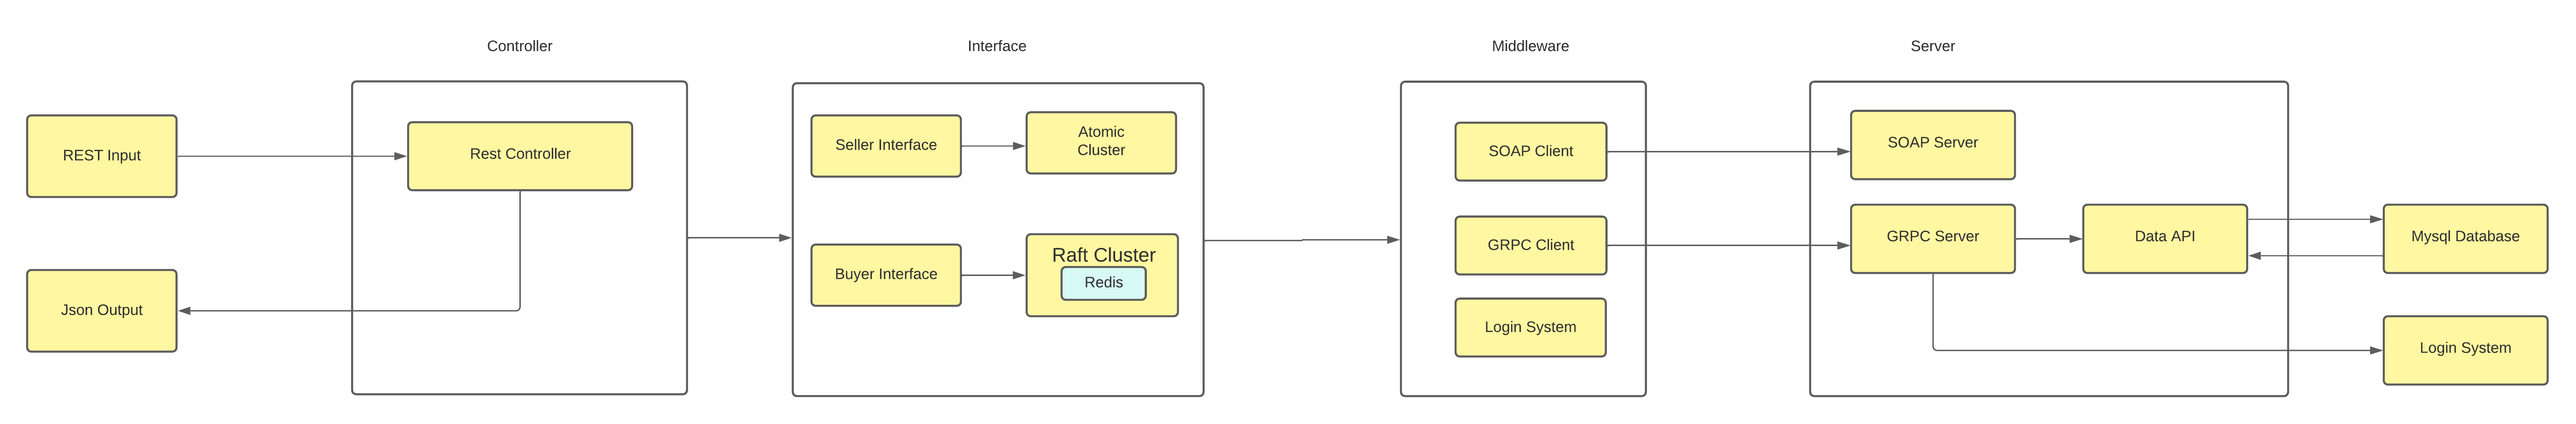 Controller
Interface
Middleware
Server
REST Input
Json Output
Rest Controller
Seller Interface
Atomic
Cluster
Buyer Interface
Raft Cluster
Redis
SOAP Client
GRPC Client
Login System
SOAP Server
GRPC Server
Data API
Mysql Database
Login System